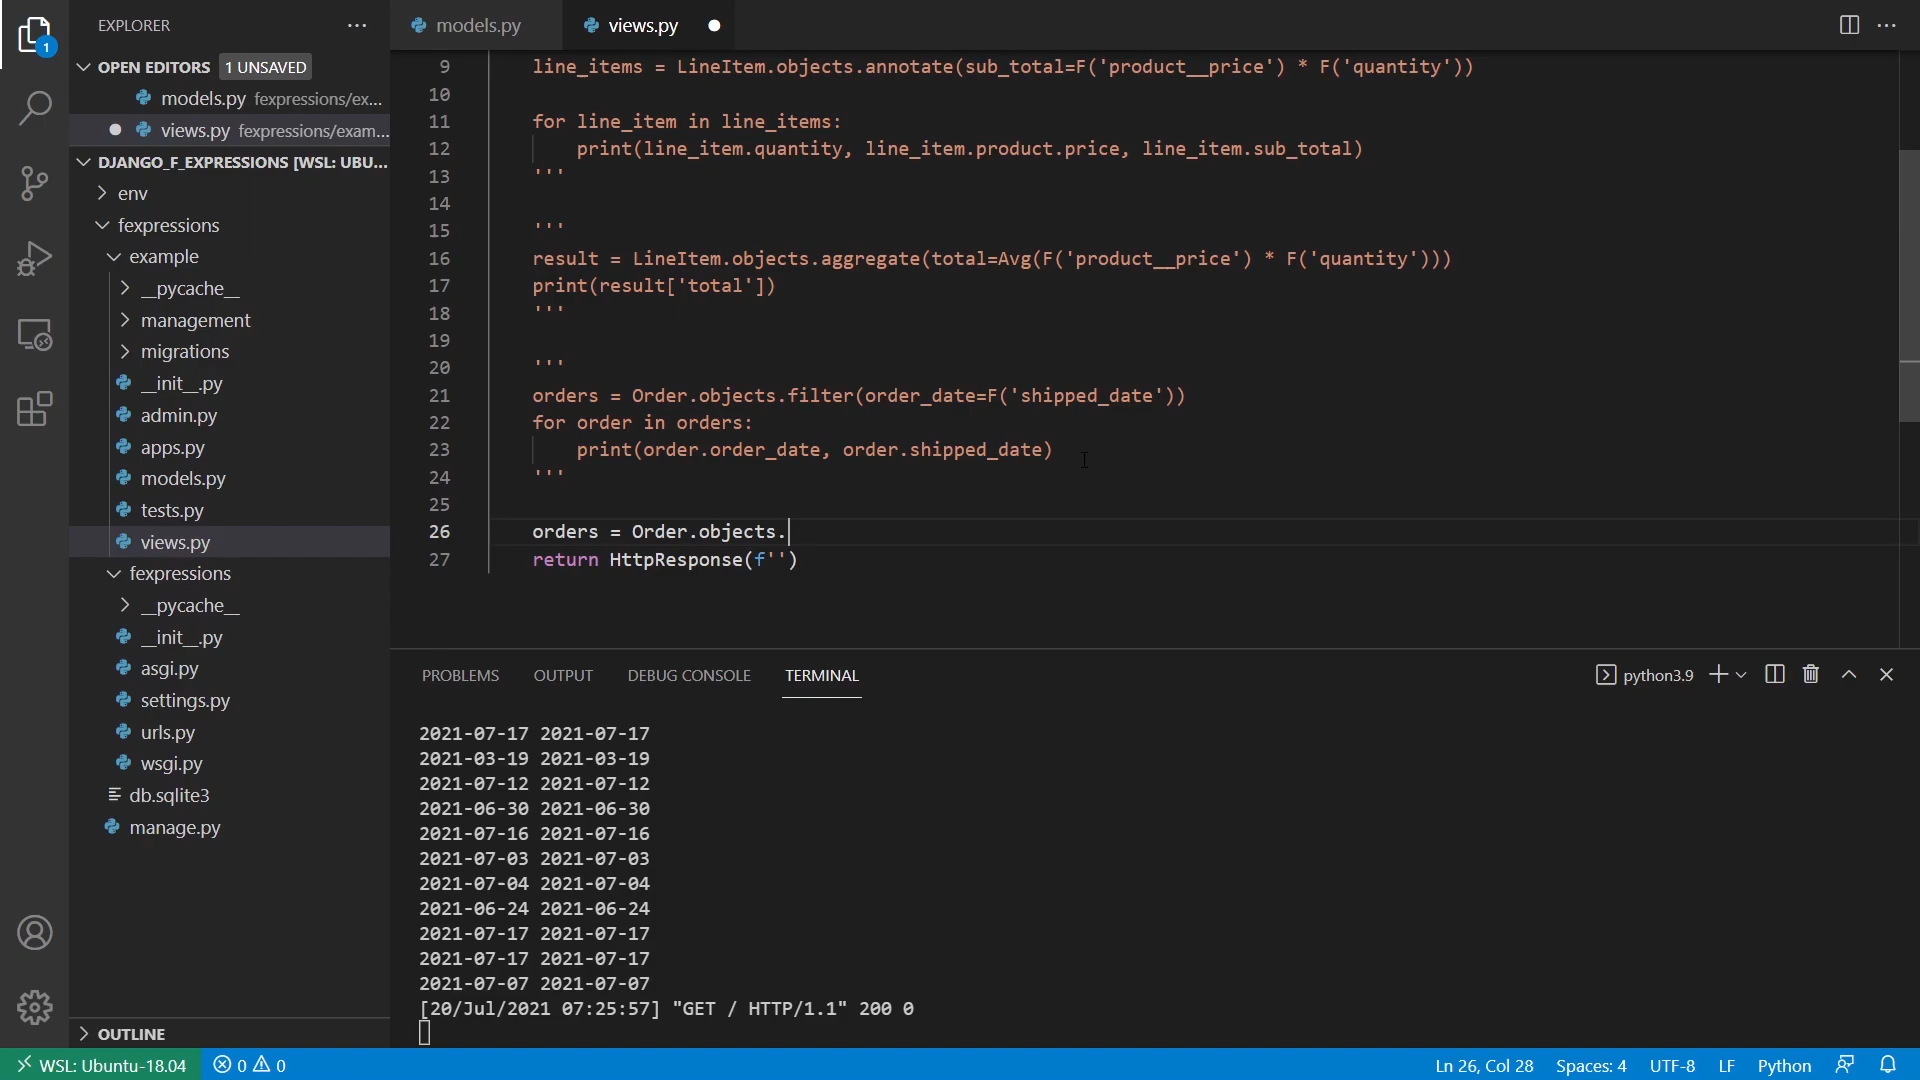 EXPLORER
OPEN EDITORS 1 UNSAVED
models.py fexpressions/ex...
views.py fexpressions/exam...
DJANGO_F_EXPRESSIONS [WSL: UBU...
env
fexpressions
example
__pycache__
management
migrations
__init__.py
admin.py
apps.py
models.py
tests.py
views.py
fexpressions
__pycache__
__init__.py
asgi.py
settings.py
urls.py
wsgi.py
db.sqlite3
manage.py
OUTLINE
1
models.py
views.py
9 line_items = LineItem.objects.annotate(sub_total=F('product__price') * F('quantity'))
10
11 for line_item in line_items:
12 print(line_item.quantity, line_item.product.price, line_item.sub_total)
13 '''
14
15 '''
16 result = LineItem.objects.aggregate(total=Avg(F('product__price') * F('quantity')))
17 print(result['total'])
18 '''
19
20 '''
21 orders = Order.objects.filter(order_date=F('shipped_date'))
22 for order in orders:
23 print(order.order_date, order.shipped_date)
24 '''
25
26 orders = Order.objects.
27 return HttpResponse(f'')
PROBLEMS OUTPUT DEBUG CONSOLE TERMINAL python3.9
2021-07-17 2021-07-17
2021-03-19 2021-03-19
2021-07-12 2021-07-12
2021-06-30 2021-06-30
2021-07-16 2021-07-16
2021-07-03 2021-07-03
2021-07-04 2021-07-04
2021-06-24 2021-06-24
2021-07-17 2021-07-17
2021-07-17 2021-07-17
2021-07-07 2021-07-07
[20/Jul/2021 07:25:57] "GET / HTTP/1.1" 200 0
WSL: Ubuntu-18.04 0 0 Ln 26, Col 28 Spaces: 4 UTF-8 LF Python